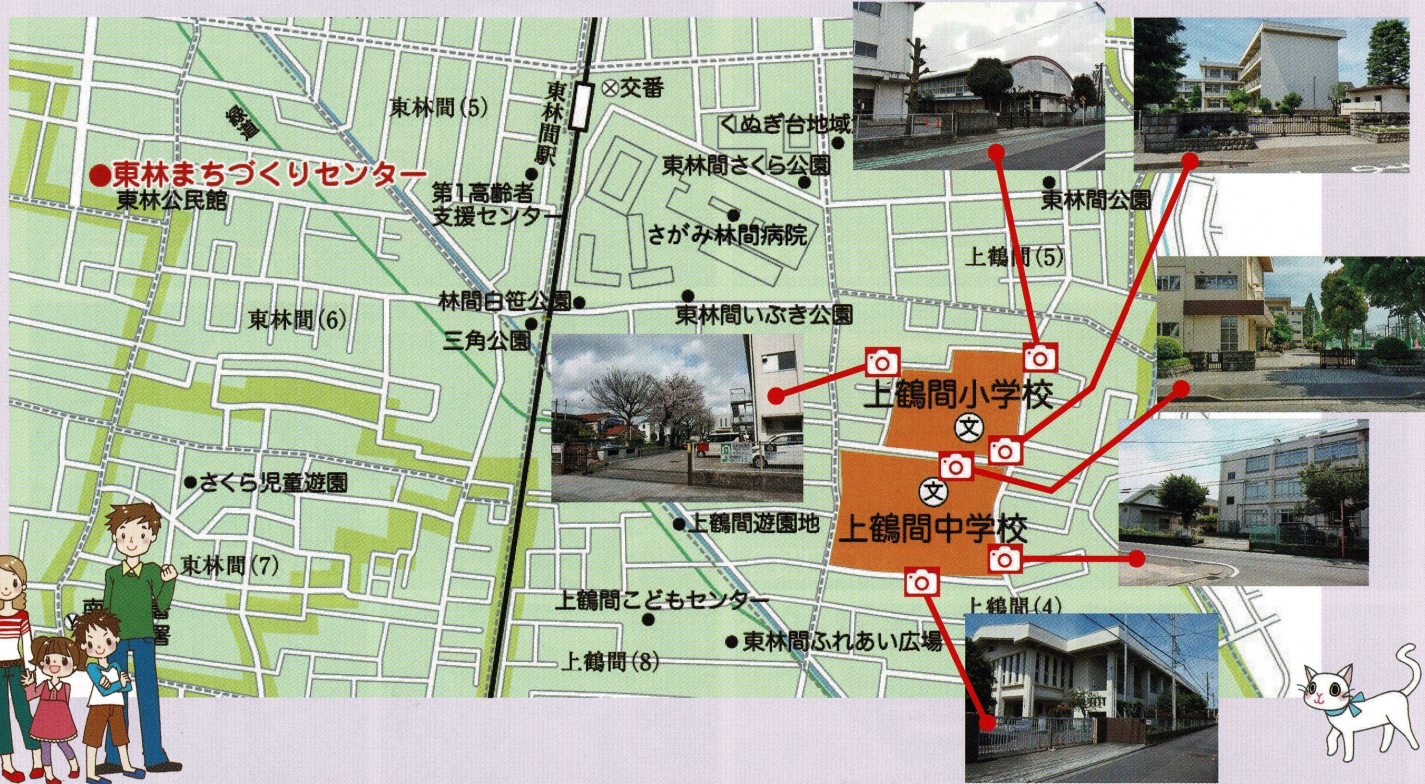 交番
東林間(5)
東林間駅
くぬぎ台地域
東林まちづくりセンター
東林公民館
第1高齢者
支援センター
東林間さくら公園
東林間公園
さがみ林間病院
上鶴間(5)
林間白笹公園
東林間いぶき公園
東林間(6)
三角公園
上鶴間小学校
文
さくら児童遊園
文
上鶴間遊園地
上鶴間中学校
東林間(7)
上鶴間こどもセンター
上鶴間(4)
南
署
東林間ふれあい広場
上鶴間(8)